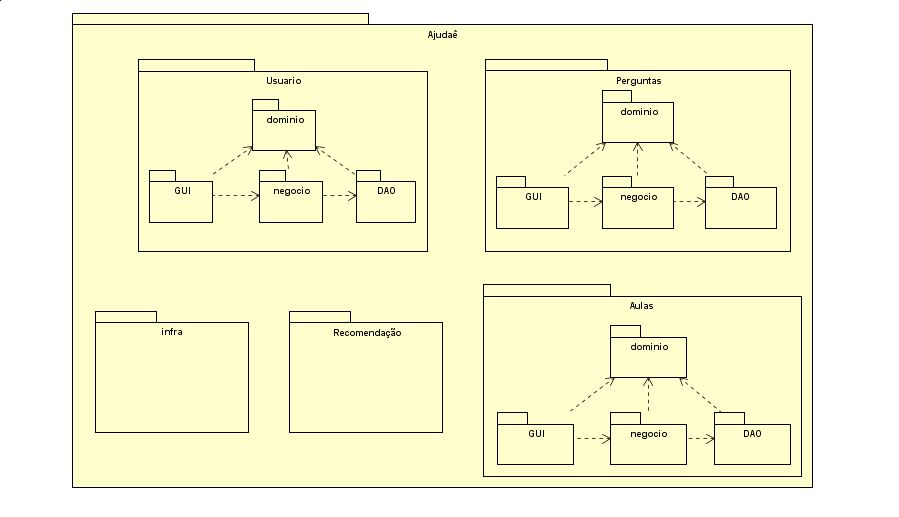 Ajudaê
Usuario
dominio
GUI
negocio
DAO
Perguntas
dominio
GUI
negocio
DAO
infra
Recomendação
Aulas
dominio
GUI
negocio
DAO